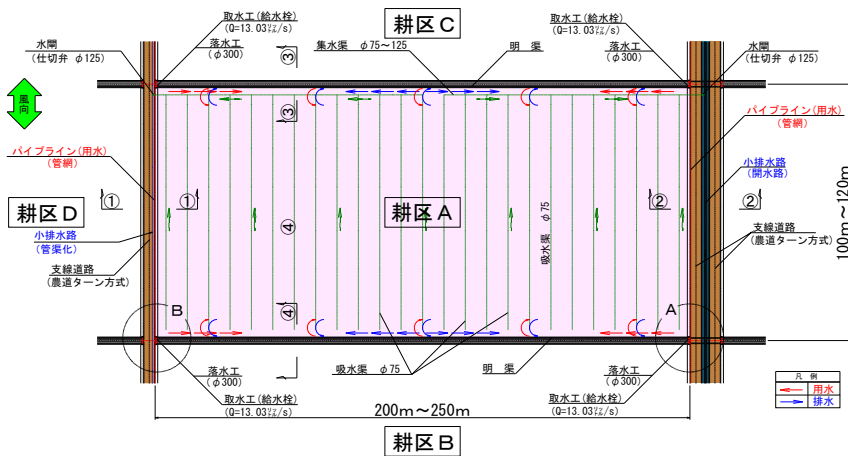 取水工(給水栓)
(Q=13.03㍑/s)
耕区C
取水工(給水栓)
(Q=13.03㍑/s)
水閘
(仕切弁 φ125)
落水工
(φ300)
③
集水渠 φ75～125
明 渠
落水工
(φ300)
水閘
(仕切弁 φ125)
風向
③
パイプライン(用水)
(管網)
パイプライン(用水)
(管網)
小排水路
(開水路)
①
①
②
②
耕区D
耕区A
④
吸水渠 φ75
100m～120m
小排水路
(管渠化)
支線道路
(農道ターン方式)
支線道路
(農道ターン方式)
B
④
A
落水工
(φ300)
吸水渠 φ75
明 渠
落水工
(φ300)
凡 例
用水
排水
取水工(給水栓)
(Q=13.03㍑/s)
200m～250m
取水工(給水栓)
(Q=13.03㍑/s)
耕区B